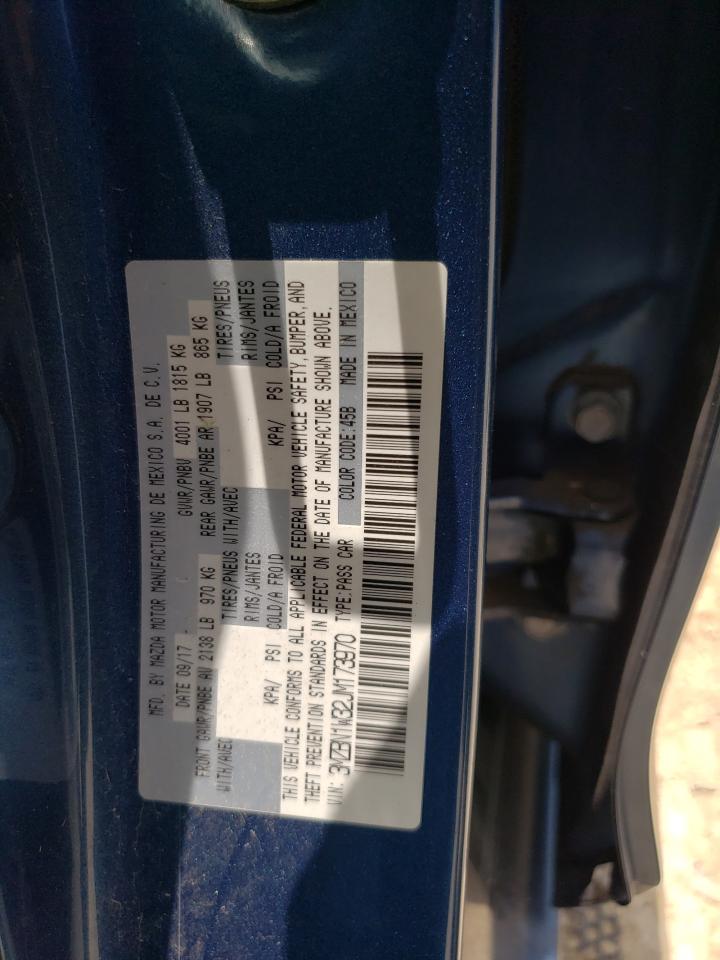 MFD. BY MAZDA MOTOR MANUFACTURING DE MEXICO S.A. DE C.V.
DATE 09/17 GVWR/PNBV 4001 LB 1815 KG
FRONT GAWR/PNBE AV 2138 LB 970 KG REAR GAWR/PNBE AR 1907 LB 865 KG
WITH/AVEC TIRES/PNEUS WITH/AVEC TIRES/PNEUS
RIMS/JANTES RIMS/JANTES
KPA/ PSI COLD/A FROID KPA/ PSI COLD/A FROID
THIS VEHICLE CONFORMS TO ALL APPLICABLE FEDERAL MOTOR VEHICLE SAFETY, BUMPER, AND
THEFT PREVENTION STANDARDS IN EFFECT ON THE DATE OF MANUFACTURE SHOWN ABOVE.
VIN: 3MZBN1W32JM173970 TYPE:PASS CAR COLOR CODE:45B MADE IN MEXICO